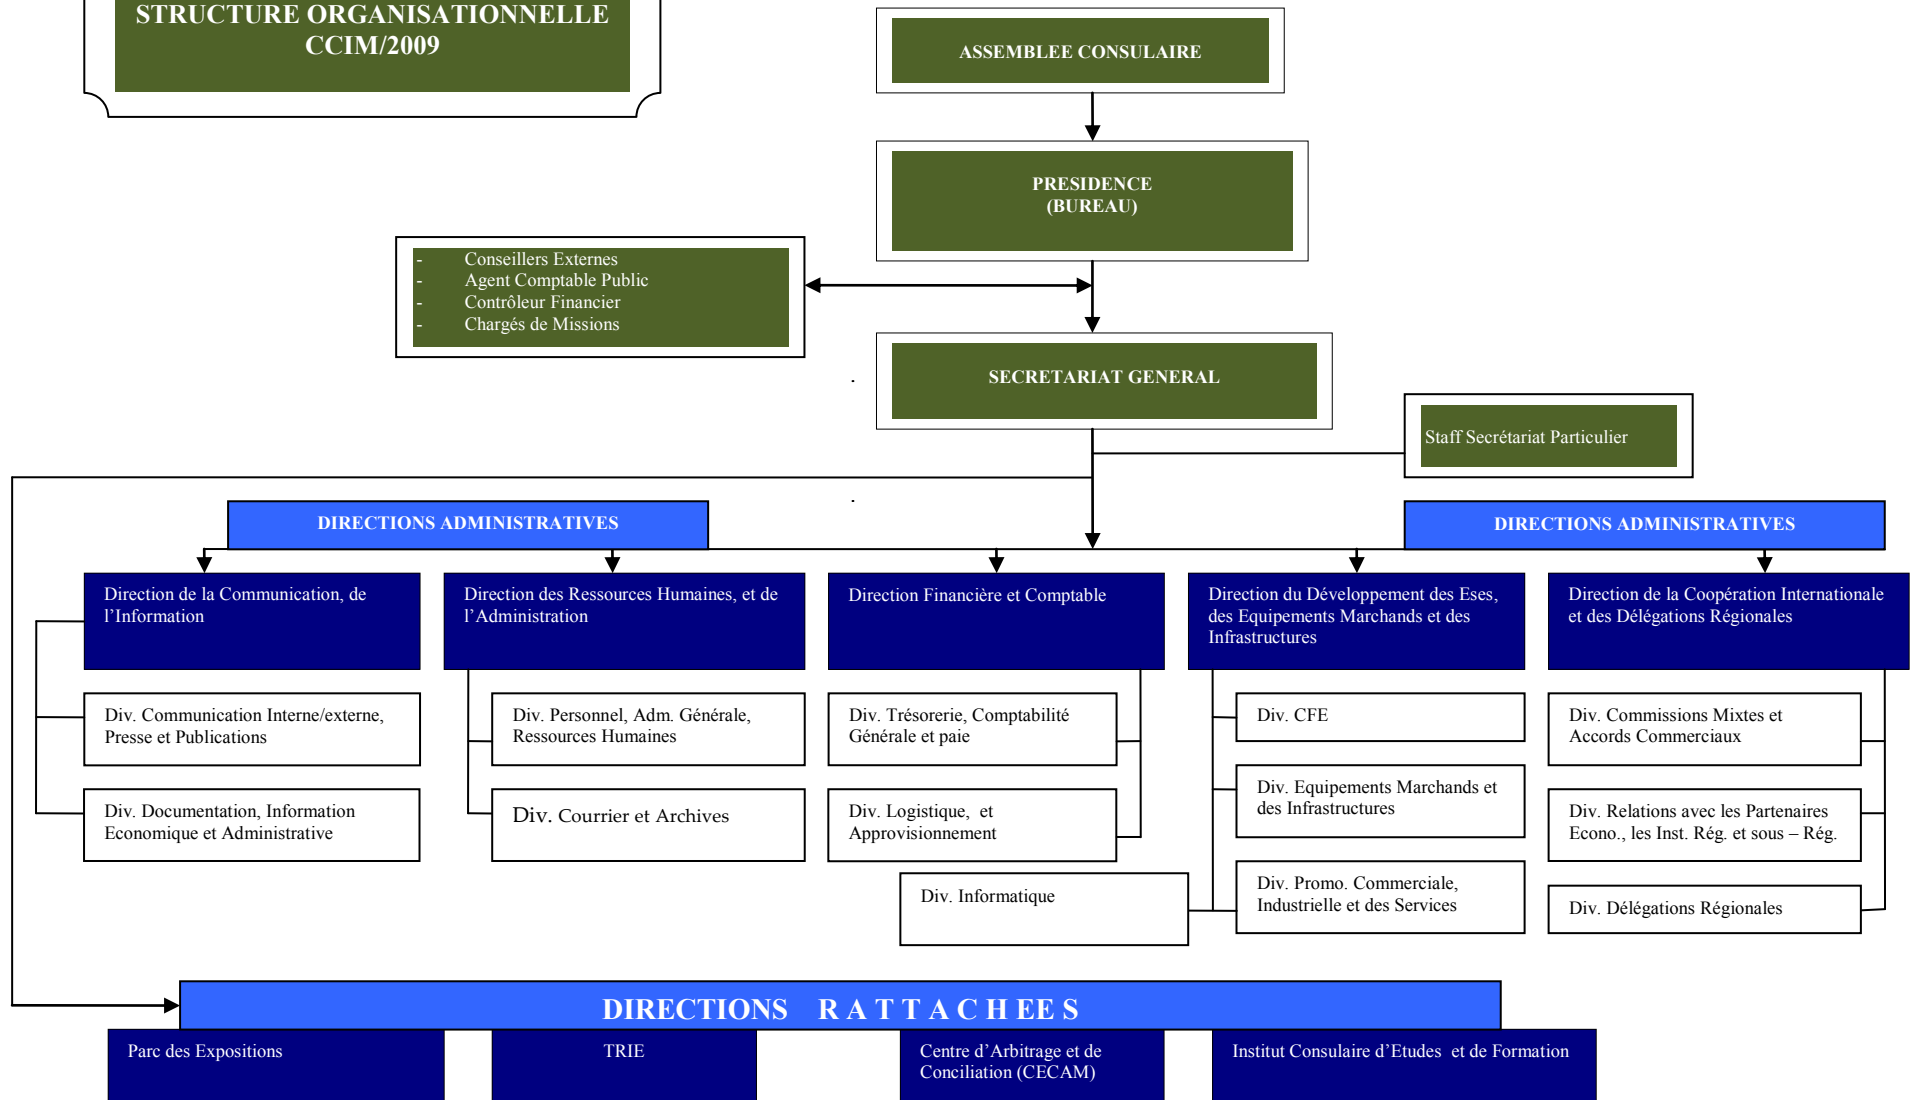 STRUCTURE ORGANISATIONNELLE
CCIM/2009
ASSEMBLEE CONSULAIRE
PRESIDENCE
(BUREAU)
- Conseillers Externes
- Agent Comptable Public
- Contrôleur Financier
- Chargés de Missions
SECRETARIAT GENERAL
Staff Secrétariat Particulier
DIRECTIONS ADMINISTRATIVES
DIRECTIONS ADMINISTRATIVES
Direction de la Communication, de
l’Information
Direction des Ressources Humaines, et de
l’Administration
Direction Financière et Comptable
Direction du Développement des Eses,
des Equipements Marchands et des
Infrastructures
Direction de la Coopération Internationale
et des Délégations Régionales
Div. Communication Interne/externe,
Presse et Publications
Div. Personnel, Adm. Générale,
Ressources Humaines
Div. Trésorerie, Comptabilité
Générale et paie
Div. CFE
Div. Commissions Mixtes et
Accords Commerciaux
Div. Documentation, Information
Economique et Administrative
Div. Courrier et Archives
Div. Logistique, et
Approvisionnement
Div. Equipements Marchands et
des Infrastructures
Div. Relations avec les Partenaires
Econo., les Inst. Rég. et sous – Rég.
Div. Informatique
Div. Promo. Commerciale,
Industrielle et des Services
Div. Délégations Régionales
DIRECTIONS R A T T A C H EE S
Parc des Expositions
TRIE
Centre d’Arbitrage et de
Conciliation (CECAM)
Institut Consulaire d’Etudes et de Formation